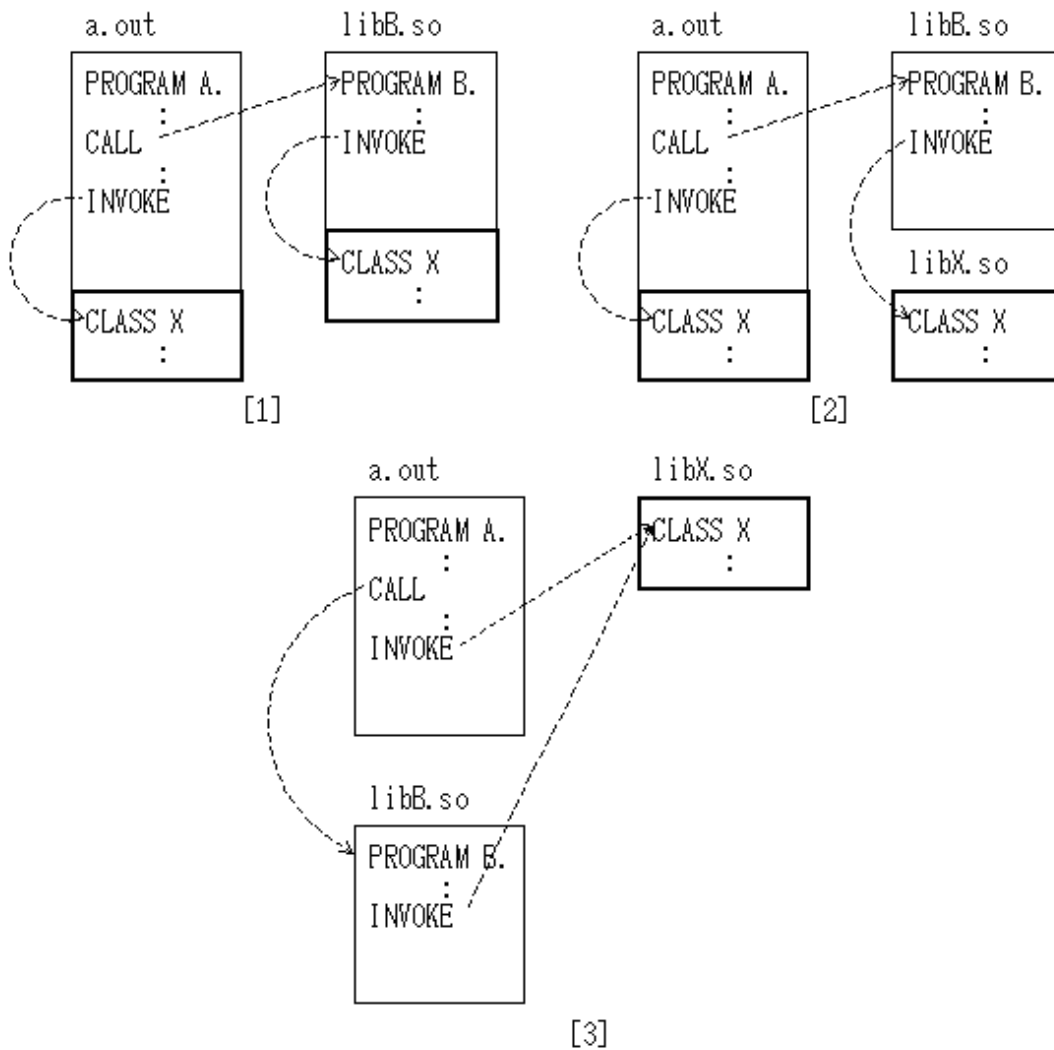 a.out
PROGRAM A.
:
CALL
:
INVOKE
CLASS X
:
libB.so
PROGRAM B.
:
INVOKE
CLASS X
:
[1]
a.out
PROGRAM A.
:
CALL
:
INVOKE
CLASS X
:
libB.so
PROGRAM B.
:
INVOKE
libX.so
CLASS X
:
[2]
a.out
PROGRAM A.
:
CALL
:
INVOKE
libX.so
CLASS X
:
libB.so
PROGRAM B.
:
INVOKE
[3]